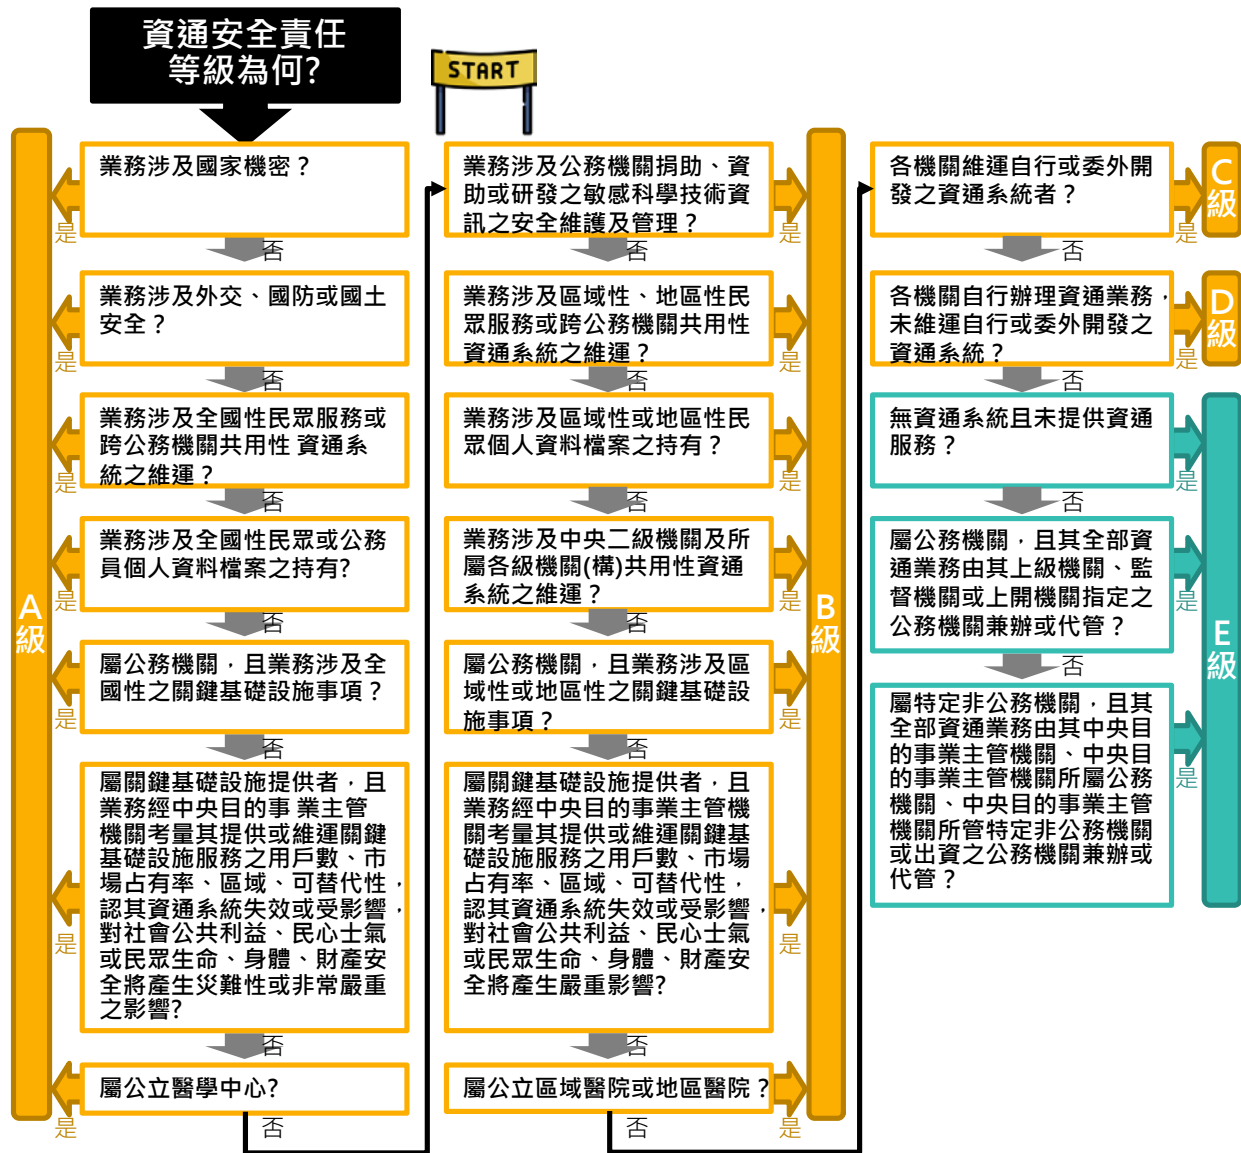 資通安全責任
等級為何?
START
A
級
業務涉及國家機密？
是
否
業務涉及外交、國防或國土
安全？
是
否
業務涉及全國性民眾服務或
跨公務機關共用性 資通系
統之維運？
是
否
業務涉及全國性民眾或公務
員個人資料檔案之持有?
是
否
屬公務機關，且業務涉及全
國性之關鍵基礎設施事項？
是
否
屬關鍵基礎設施提供者，且
業務經中央目的事 業主管
機關考量其提供或維運關鍵
基礎設施服務之用戶數、市
場占有率、區域、可替代性，
認其資通系統失效或受影響，
對社會公共利益、民心士氣
或民眾生命、身體、財產安
全將產生災難性或非常嚴重
之影響?
是
否
屬公立醫學中心?
是
否
業務涉及公務機關捐助、資
助或研發之敏感科學技術資
訊之安全維護及管理？
是
否
業務涉及區域性、地區性民
眾服務或跨公務機關共用性
資通系統之維運？
是
否
業務涉及區域性或地區性民
眾個人資料檔案之持有？
是
否
業務涉及中央二級機關及所
屬各級機關(構)共用性資通
系統之維運？
是
否
屬公務機關，且業務涉及區
域性或地區性之關鍵基礎設
施事項？
是
否
屬關鍵基礎設施提供者，且
業務經中央目的事業主管機
關考量其提供或維運關鍵基
礎設施服務之用戶數、市場
占有率、區域、可替代性，
認其資通系統失效或受影響，
對社會公共利益、民心士氣
或民眾生命、身體、財產安
全將產生嚴重影響?
是
否
屬公立區域醫院或地區醫院？
是
否
B
級
各機關維運自行或委外開
發之資通系統者？
是
否
C
級
各機關自行辦理資通業務，
未維運自行或委外開發之
資通系統？
是
否
D
級
無資通系統且未提供資通
服務？
是
否
屬公務機關，且其全部資
通業務由其上級機關、監
督機關或上開機關指定之
公務機關兼辦或代管？
是
否
屬特定非公務機關，且其
全部資通業務由其中央目
的事業主管機關、中央目
的事業主管機關所屬公務
機關、中央目的事業主管
機關所管特定非公務機關
或出資之公務機關兼辦或
代管？
是
E
級